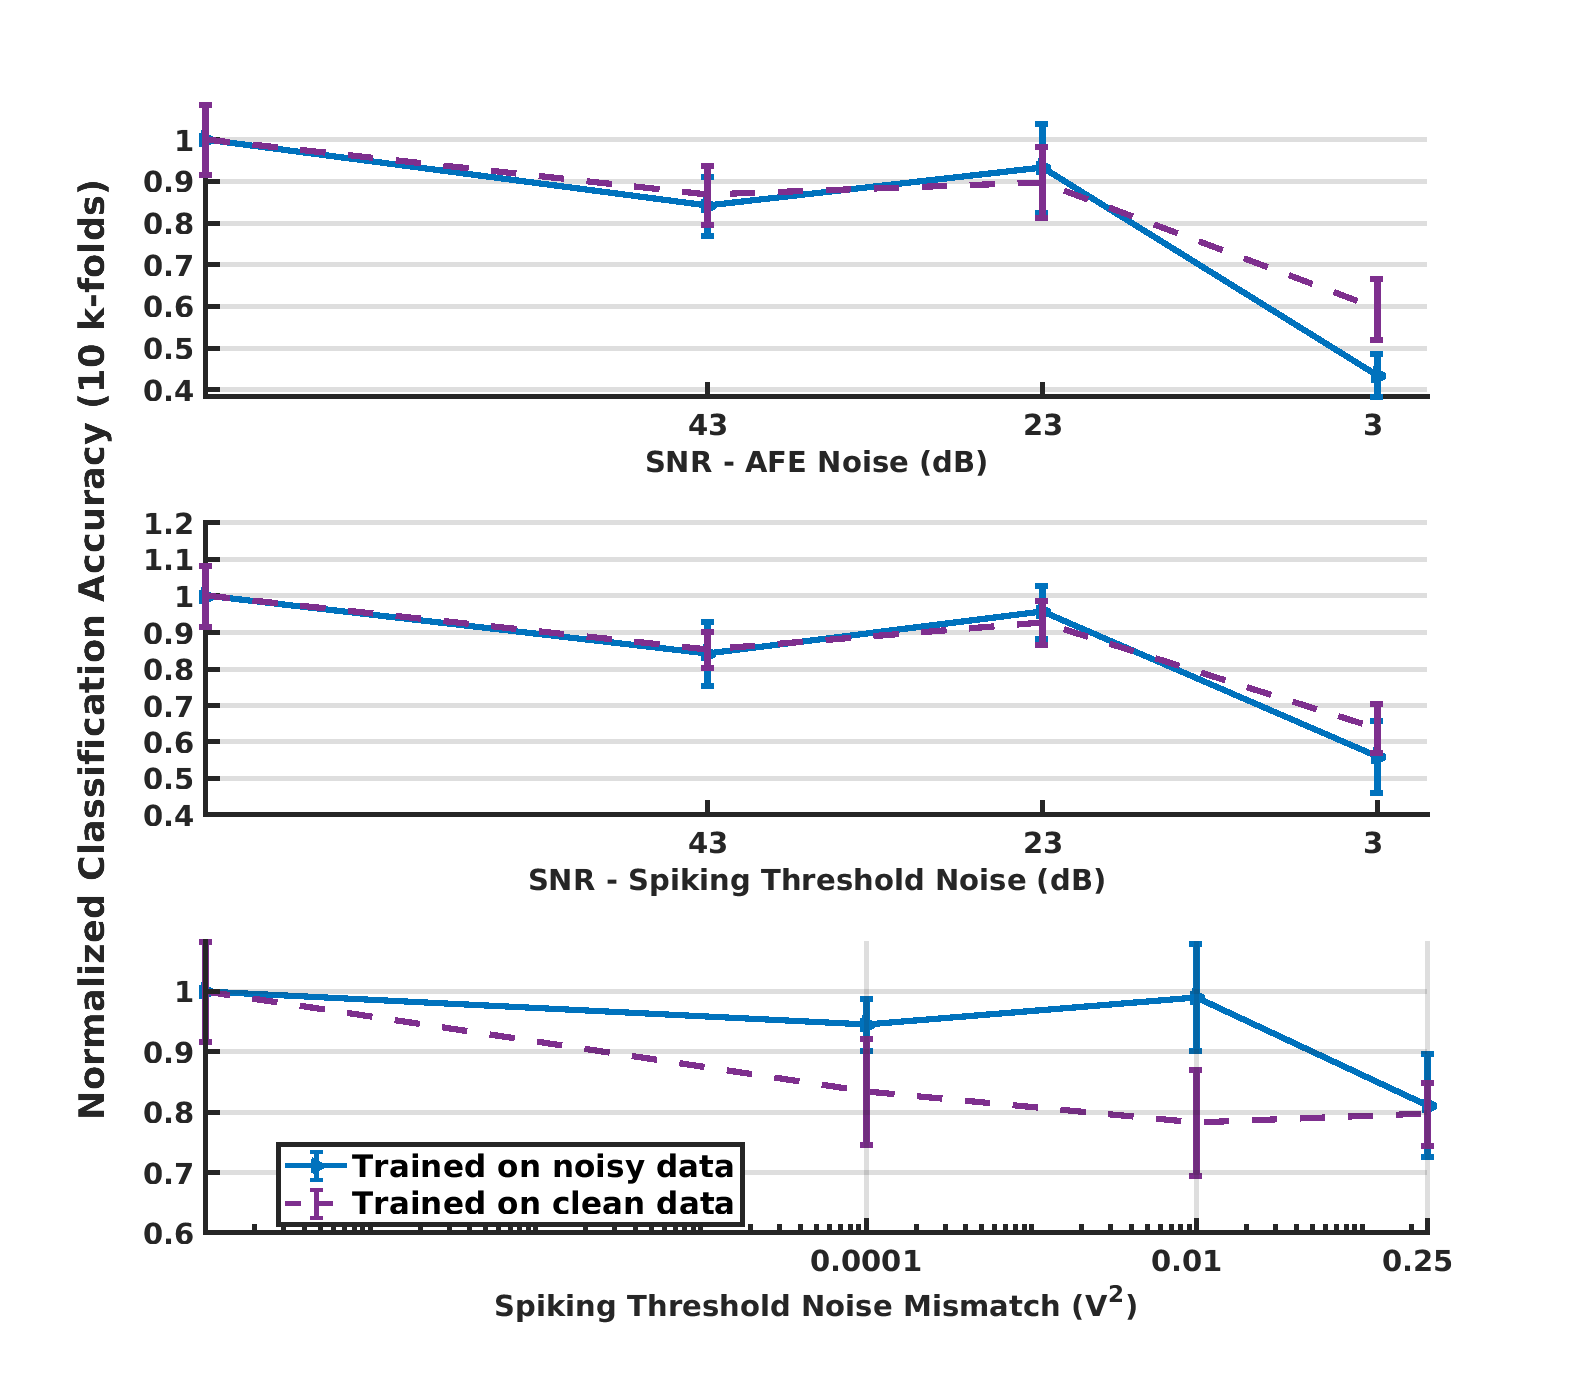 Normalized Classification Accuracy (10 k-folds)
1
0.9
0.8
0.7
0.6
0.5
0.4
43 23 3
SNR - AFE Noise (dB)
1.2
1.1
1
0.9
0.8
0.7
0.6
0.5
0.4
43 23 3
SNR - Spiking Threshold Noise (dB)
1
0.9
0.8
0.7
0.6
Trained on noisy data
Trained on clean data
0.0001 0.01 0.25
Spiking Threshold Noise Mismatch (V²)